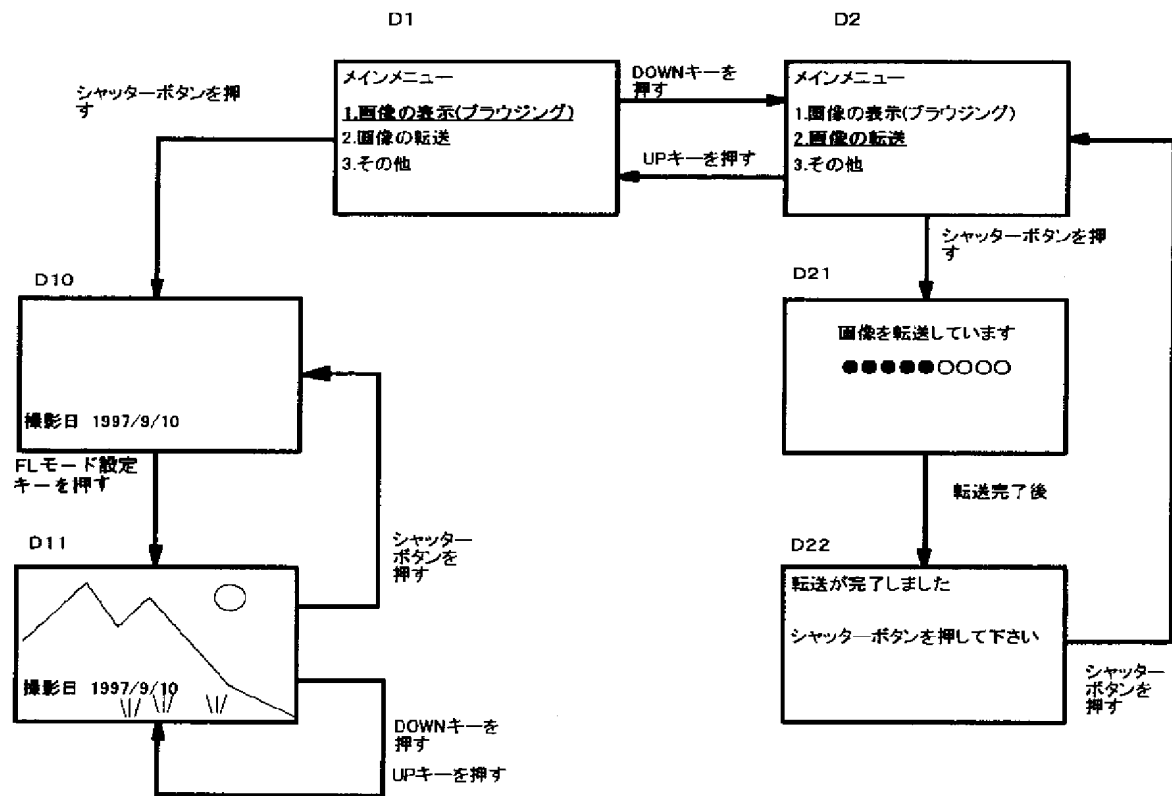 D1
D2
メインメニュー
1.画像の表示(ブラウジング)
2.画像の転送
3.その他
DOWNキーを
押す
UPキーを押す
メインメニュー
1.画像の表示(ブラウジング)
2.画像の転送
3.その他
シャッターボタンを押
す
シャッターボタンを押
す
D10
撮影日 1997/9/10
FLモード設定
キーを押す
D11
撮影日 1997/9/10
シャッター
ボタンを
押す
DOWNキーを
押す
UPキーを押す
D21
画像を転送しています
転送完了後
D22
転送が完了しました
シャッターボタンを押して下さい
シャッター
ボタンを
押す